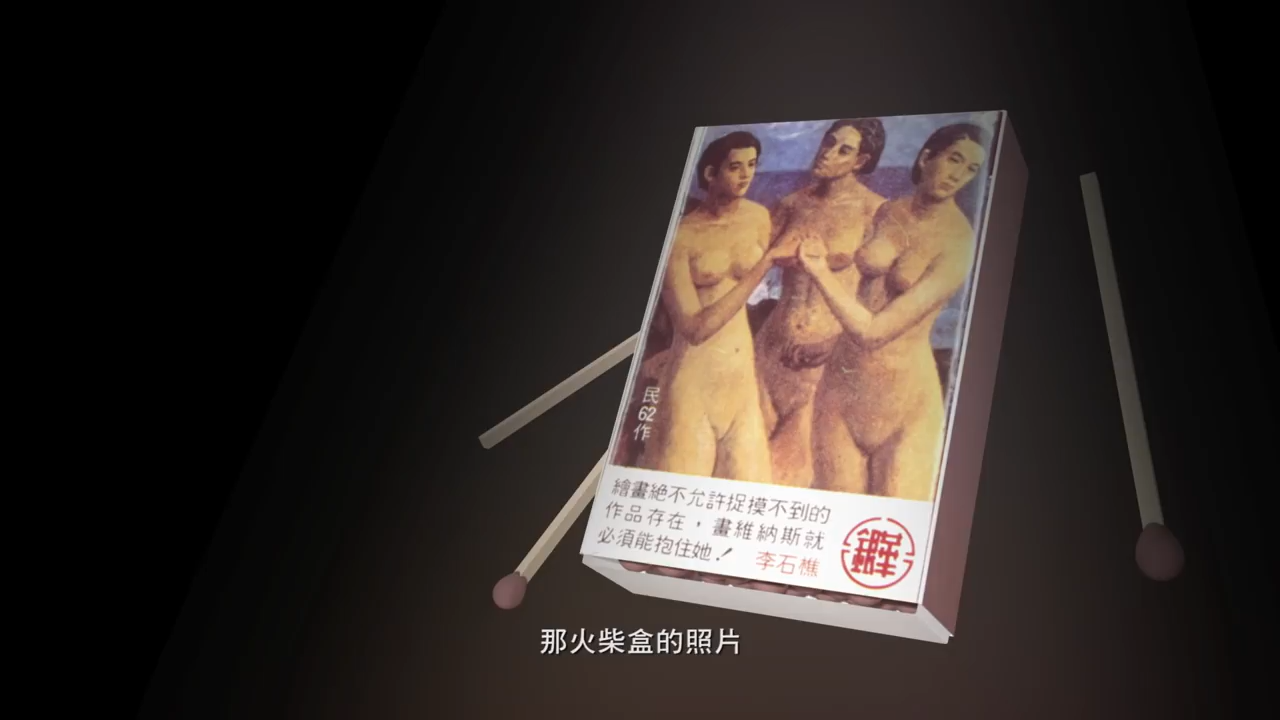 民
62
作
繪畫絕不允許捉摸不到的
作品存在，畫維納斯就
必須能抱住她！ 李石樵
那火柴盒的照片